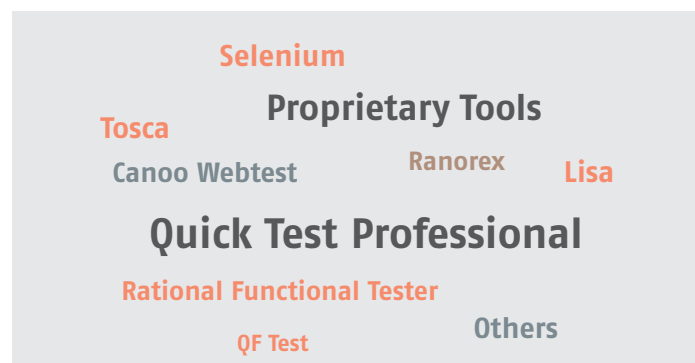 Selenium
Proprietary Tools
Tosca
Canoo Webtest
Ranorex
Lisa
Quick Test Professional
Rational Functional Tester
Others
QF Test